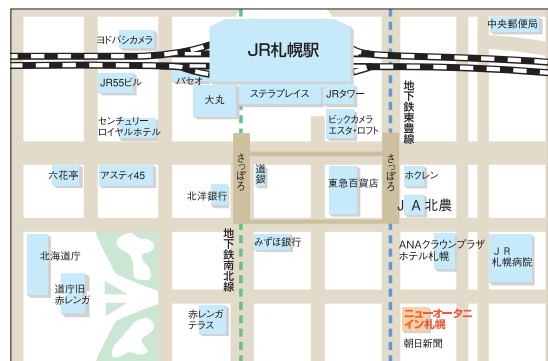 中央郵便局
ヨドバシカメラ
JR札幌駅
パセオ
JR55ビル
大丸
ステラプレイス
JRタワー
地下鉄東豊線
センチュリー
ロイヤルホテル
ビックカメラ
エスタ・ロフト
さっぽろ
さっぽろ
六花亭
アスティ45
道銀
東急百貨店
ホクレン
北洋銀行
JA北農
地下鉄南北線
みずほ銀行
北海道庁
ANAクラウンプラザ
ホテル札幌
JR
札幌病院
道庁旧
赤レンガ
赤レンガ
テラス
ニューオータニ
イン札幌
朝日新聞